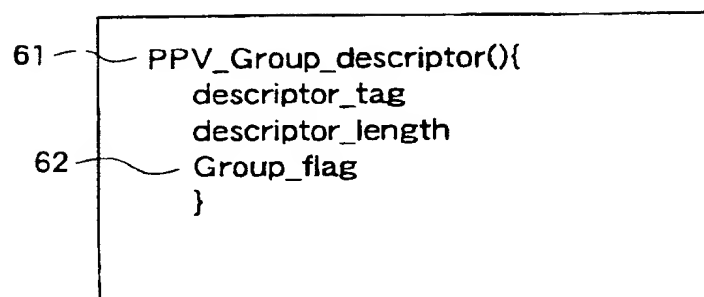 61 PPV_Group_descriptor(){
descriptor_tag
descriptor_length
62 Group_flag
}